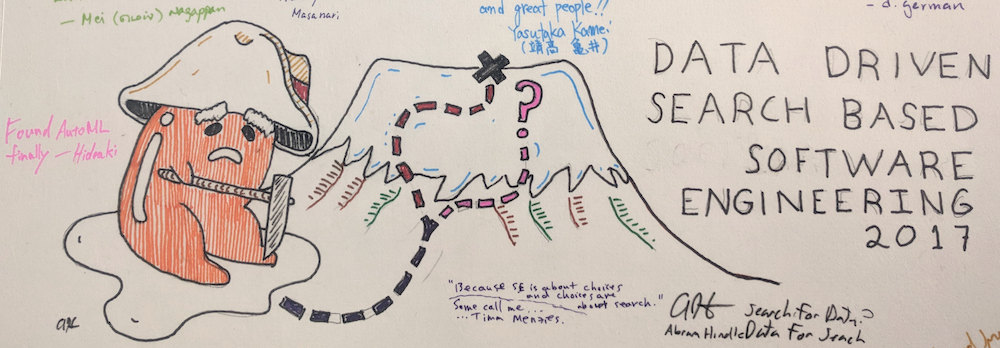 — Mei (மெய்) Nagappan
Masanari
and great people!!
Yasutaka Kamei
(靖高 亀井)
- d. german
DATA DRIVEN
SEARCH BASED
SOFTWARE
ENGINEERING
2017
Found AutoML
finally — Hideaki
?
"Because SE is about choices
and choices are
about search."
Some call me...
...Timm Menzies.
Search For Data?
Abram Hindle Data For Search